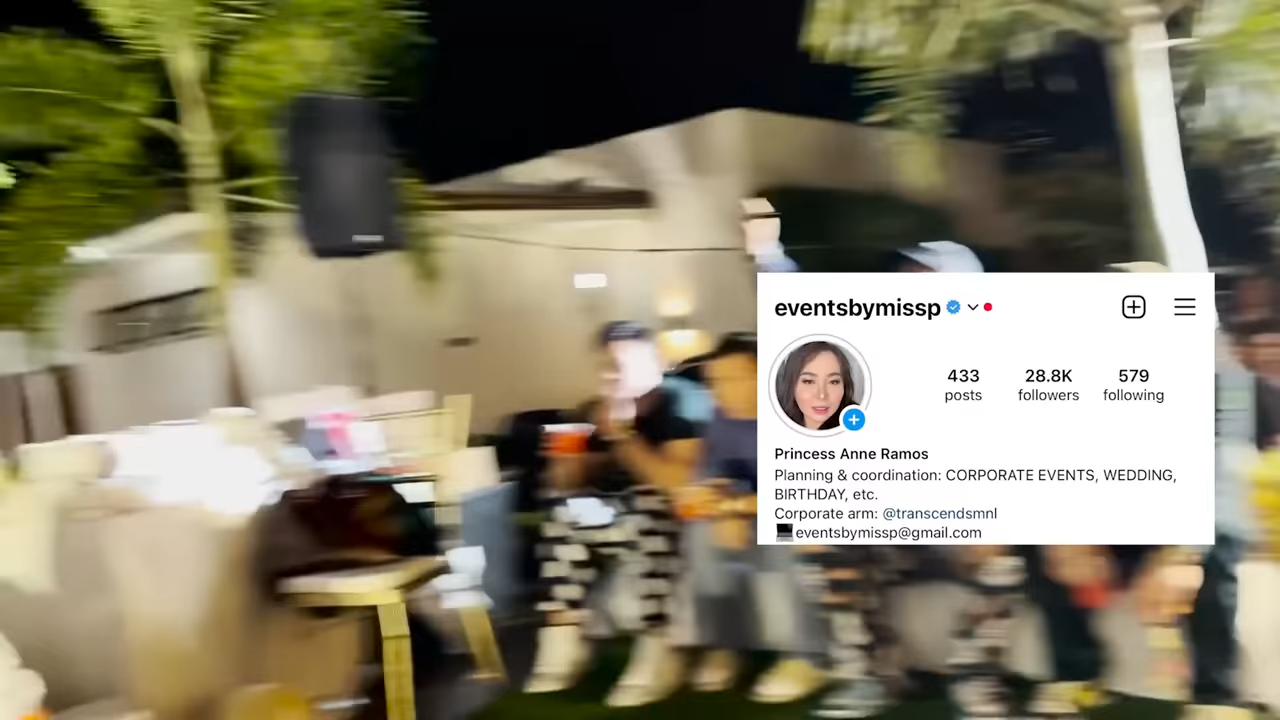 eventsbymissp
433 28.8K 579
posts followers following
Princess Anne Ramos
Planning & coordination: CORPORATE EVENTS, WEDDING,
BIRTHDAY, etc.
Corporate arm: @transcendsmnl
eventsbymissp@gmail.com